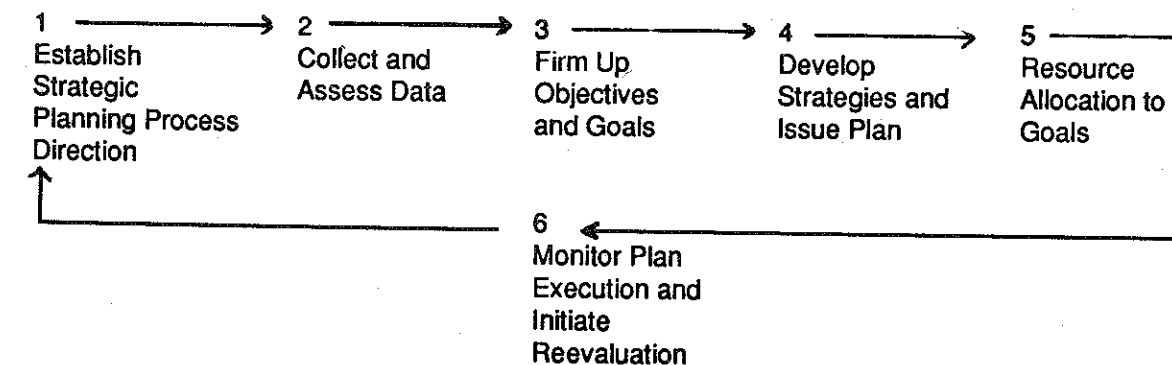 1
Establish
Strategic
Planning Process
Direction
2
Collect and
Assess Data
3
Firm Up
Objectives
and Goals
4
Develop
Strategies and
Issue Plan
5
Resource
Allocation to
Goals
6
Monitor Plan
Execution and
Initiate
Reevaluation